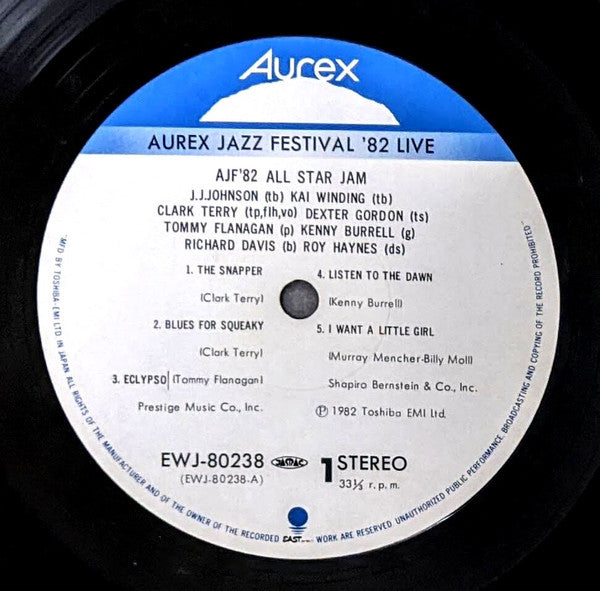 Aurex
AUREX JAZZ FESTIVAL '82 LIVE
AJF'82 ALL STAR JAM
J.J.JOHNSON (tb) KAI WINDING (tb)
CLARK TERRY (tp,flh,vo) DEXTER GORDON (ts)
TOMMY FLANAGAN (p) KENNY BURRELL (g)
RICHARD DAVIS (b) ROY HAYNES (ds)
1. THE SNAPPER
(Clark Terry)
2. BLUES FOR SQUEAKY
(Clark Terry)
3. ECLYPSO (Tommy Flanagan)
Prestige Music Co., Inc.
4. LISTEN TO THE DAWN
(Kenny Burrell)
5. I WANT A LITTLE GIRL
(Murray Mencher-Billy Moll)
Shapiro Bernstein & Co., Inc.
Ⓟ 1982 Toshiba EMI Ltd.
EWJ-80238 JASRAC
(EWJ-80238-A)
1 STEREO
33⅓ r.p.m.
EAST
"MFD BY TOSHIBA-EMI LTD IN JAPAN ALL RIGHTS OF THE MANUFACTURER AND OF THE OWNER OF THE RECORDED WORK ARE RESERVED UNAUTHORIZED PUBLIC PERFORMANCE, BROADCASTING AND COPYING OF THE RECORD PROHIBITED"